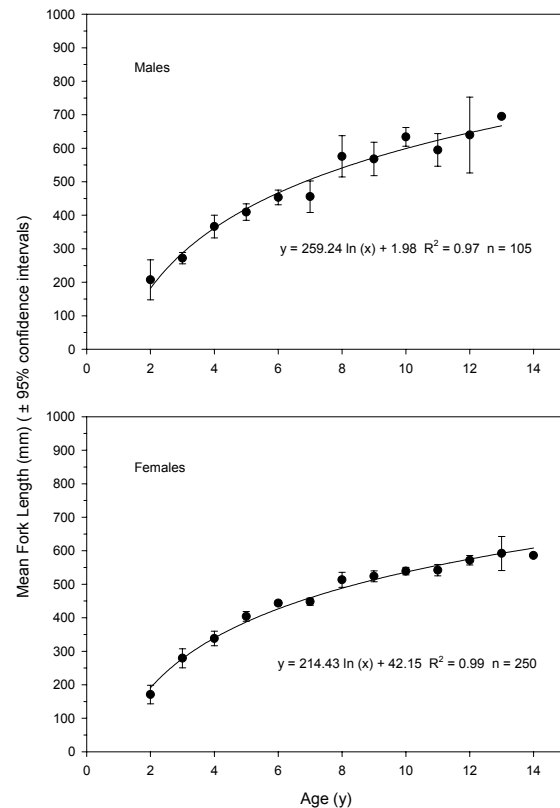 Mean Fork Length (mm) ( ± 95% confidence intervals)
1000
900
800
700
600
500
400
300
200
100
0
Males
y = 259.24 ln (x) + 1.98 R² = 0.97 n = 105
0 2 4 6 8 10 12 14
1000
900
800
700
600
500
400
300
200
100
0
Females
y = 214.43 ln (x) + 42.15 R² = 0.99 n = 250
0 2 4 6 8 10 12 14
Age (y)